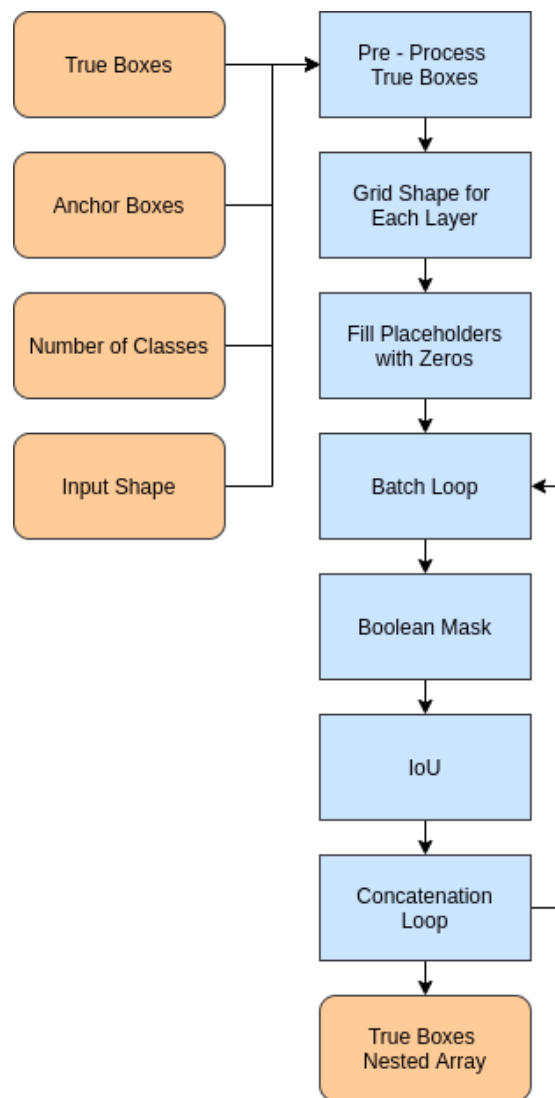 True Boxes
Pre - Process
True Boxes
Anchor Boxes
Grid Shape for
Each Layer
Number of Classes
Fill Placeholders
with Zeros
Input Shape
Batch Loop
Boolean Mask
IoU
Concatenation
Loop
True Boxes
Nested Array